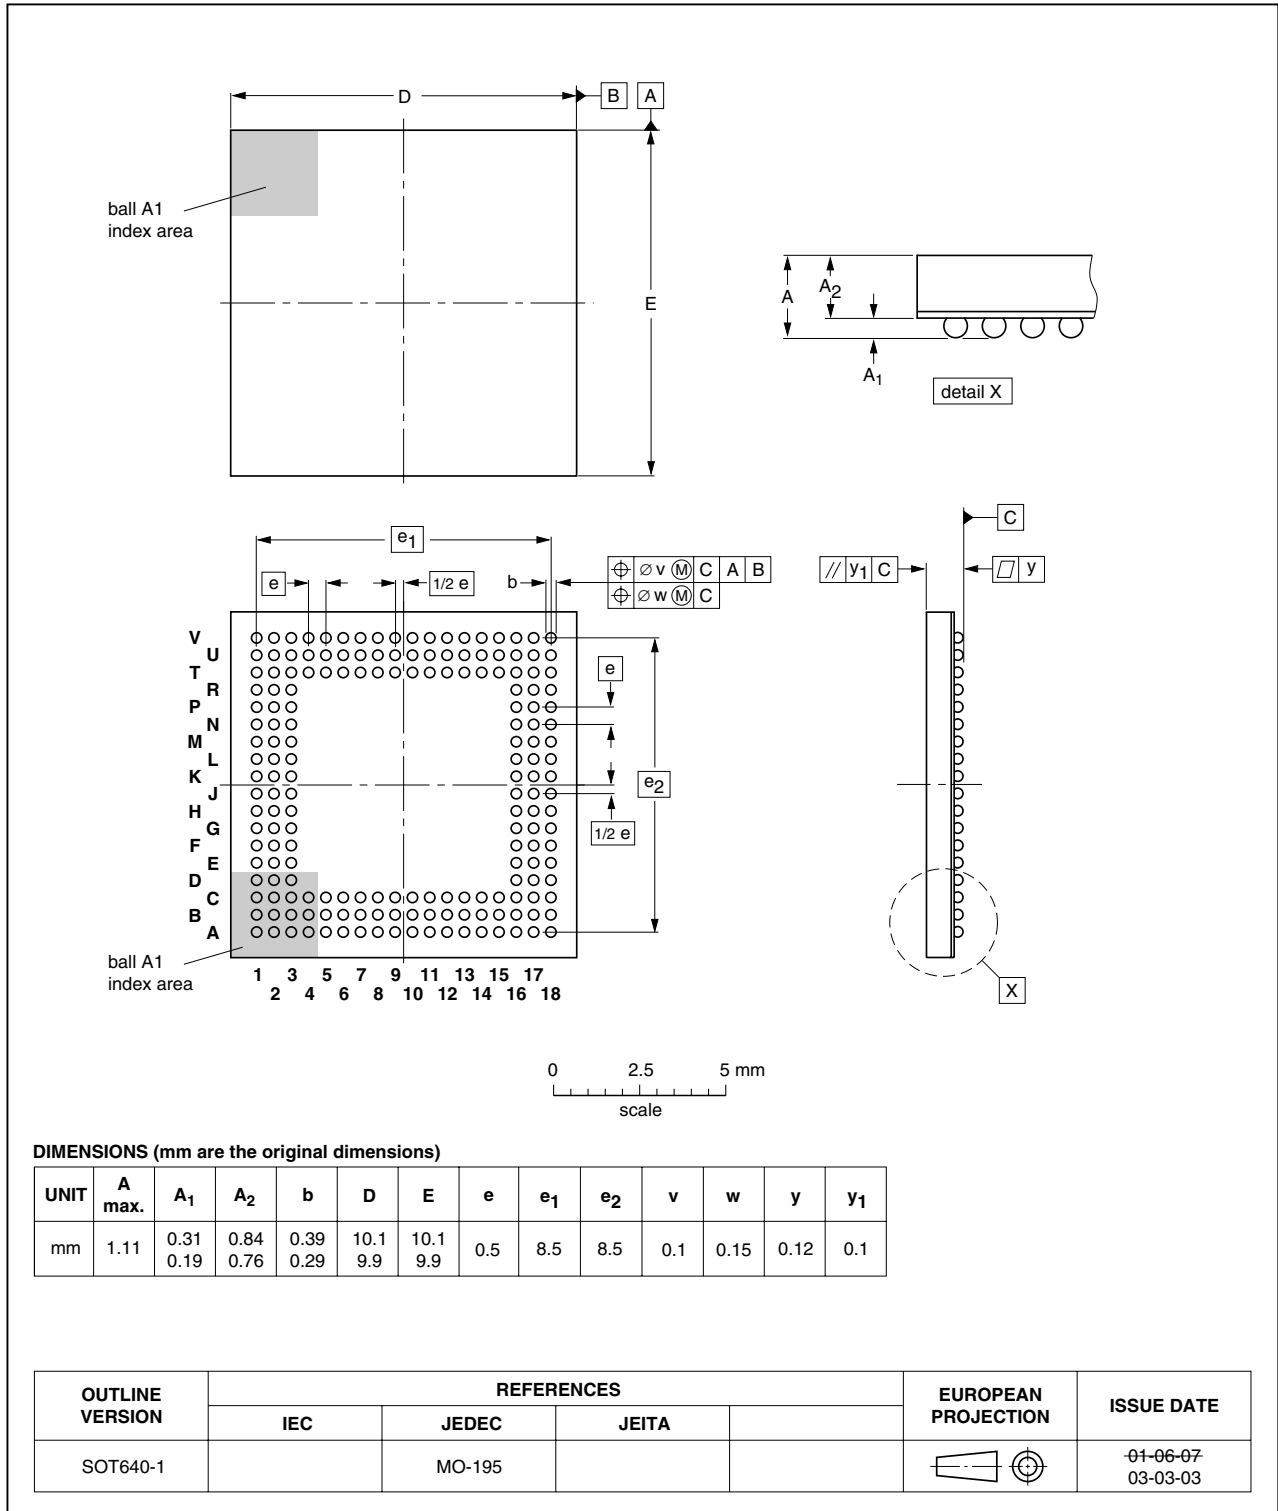 D
B
A
ball A1
index area
E
A
A2
A1
detail X
e1
e
1/2 e
b
⌖ ∅ v Ⓜ C A B
⌖ ∅ w Ⓜ C
C
// y1 C
▱ y
V
U
T
R
P
N
M
L
K
J
H
G
F
E
D
C
B
A
e
e2
1/2 e
ball A1
index area
1 3 5 7 9 11 13 15 17
2 4 6 8 10 12 14 16 18
X
0 2.5 5 mm
scale
DIMENSIONS (mm are the original dimensions)
UNIT A max. A1 A2 b D E e e1 e2 v w y y1
mm 1.11 0.31 0.19 0.84 0.76 0.39 0.29 10.1 9.9 10.1 9.9 0.5 8.5 8.5 0.1 0.15 0.12 0.1
OUTLINE VERSION REFERENCES EUROPEAN PROJECTION ISSUE DATE
IEC JEDEC JEITA
SOT640-1 MO-195 01-06-07
03-03-03